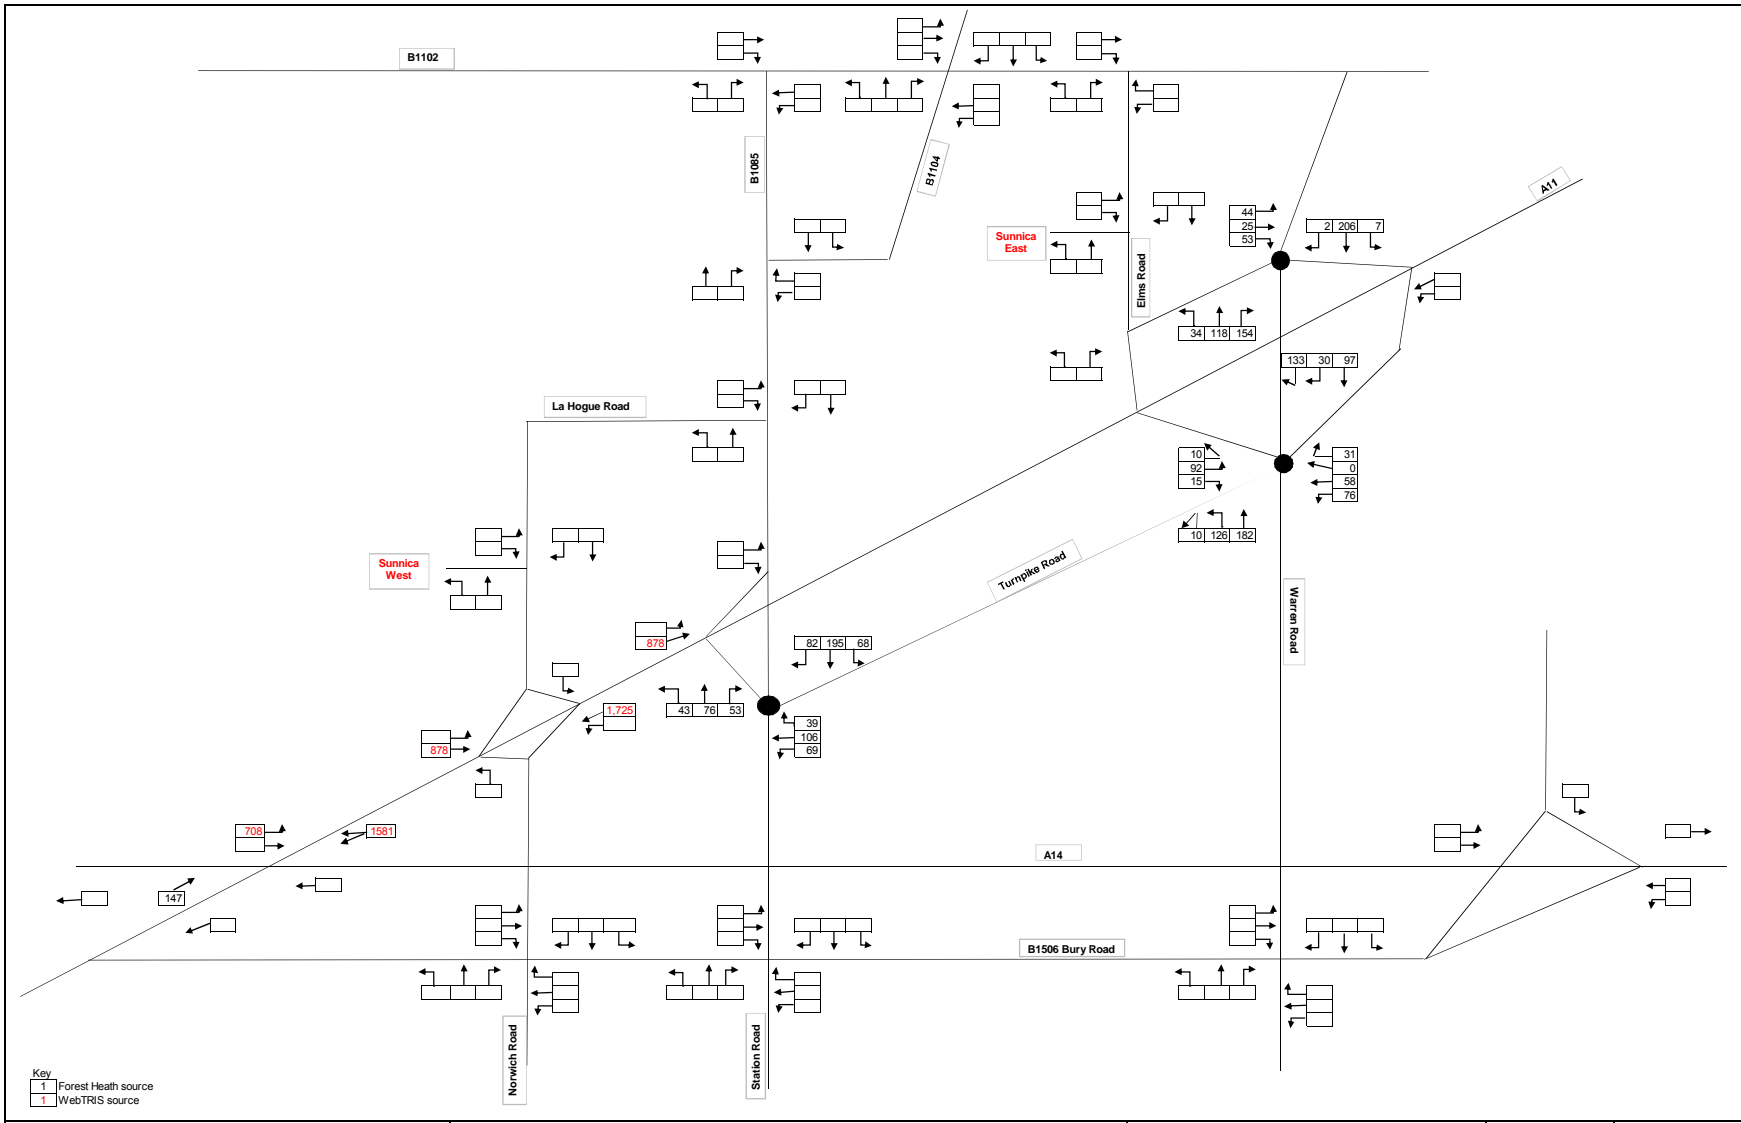 B1102
B1085
B1104
A11
Sunnica
East
Elms Road
44
25
53
2 206 7
34 118 154
133 30 97
La Hogue Road
10
92
15
31
0
58
76
10 126 182
Sunnica
West
Turnpike Road
Warren Road
878
82 195 68
43 76 53
1,725
39
106
69
878
708
1581
A14
147
B1506 Bury Road
Norwich Road
Station Road
Key
1 Forest Heath source
1 WebTRIS source